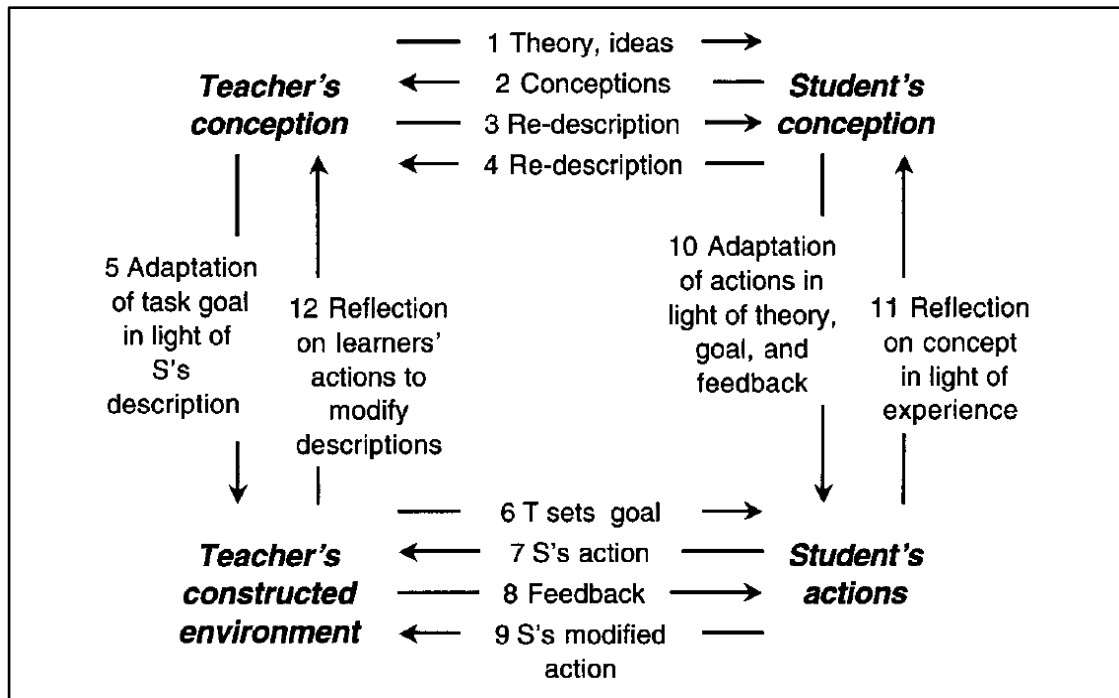 1 Theory, ideas
2 Conceptions
3 Re-description
4 Re-description
Teacher's
conception
Student's
conception
5 Adaptation
of task goal
in light of
S's
description
12 Reflection
on learners'
actions to
modify
descriptions
10 Adaptation
of actions in
light of theory,
goal, and
feedback
11 Reflection
on concept
in light of
experience
6 T sets goal
7 S's action
8 Feedback
9 S's modified
action
Teacher's
constructed
environment
Student's
actions